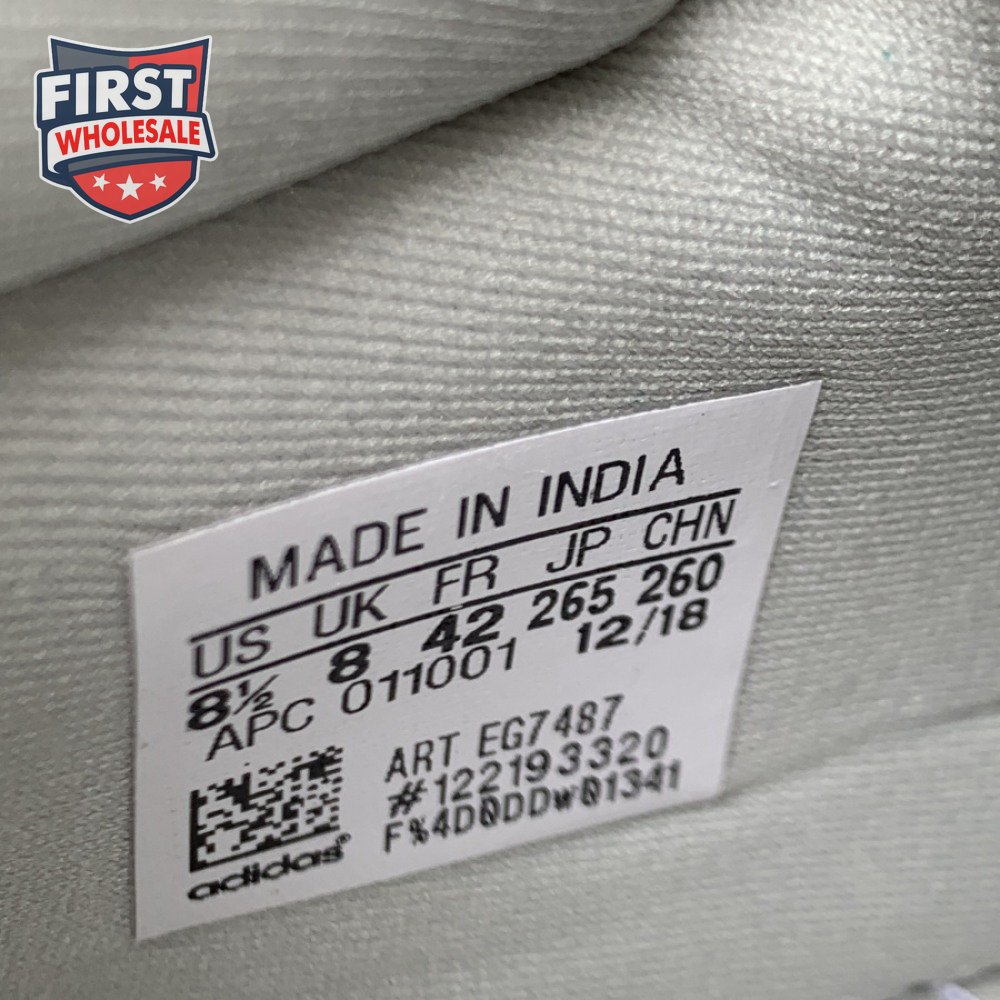 FIRST
WHOLESALE
MADE IN INDIA
US UK FR JP CHN
8½ 8 42 265 260
APC 011001 12/18
ART EG7487
#122193320
F%4D0DDw01341
adidas®